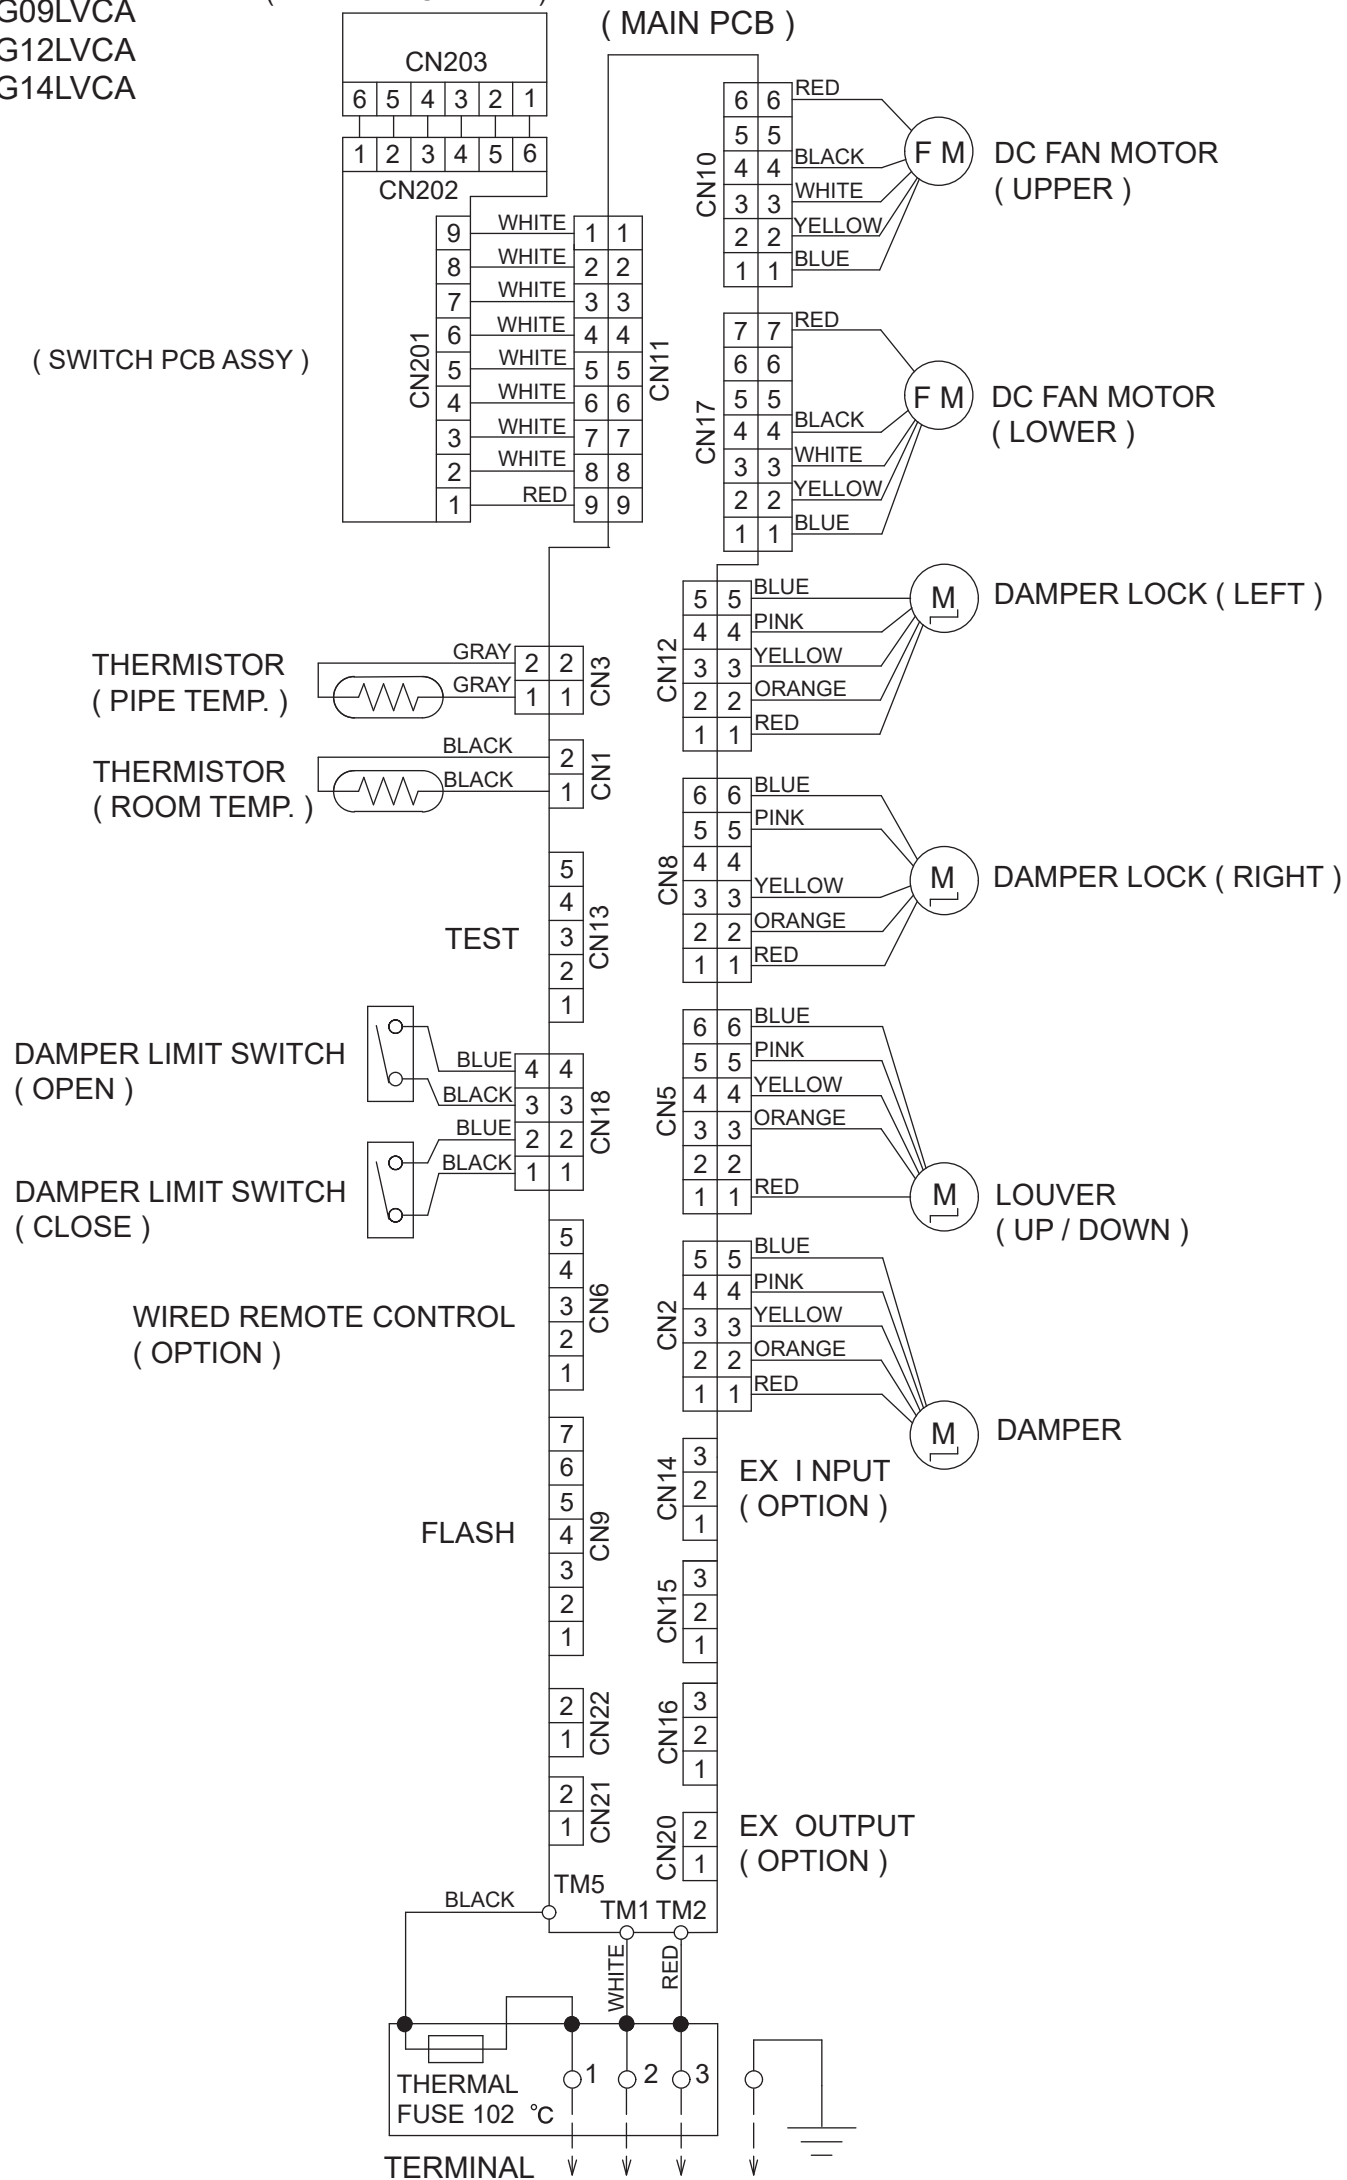 G09LVCA
G12LVCA
G14LVCA
( MAIN PCB )
CN203
6 5 4 3 2 1
1 2 3 4 5 6
CN202
( SWITCH PCB ASSY )
CN201
9 WHITE 1 1
8 WHITE 2 2
7 WHITE 3 3
6 WHITE 4 4
5 WHITE 5 5
4 WHITE 6 6
3 WHITE 7 7
2 WHITE 8 8
1 RED 9 9
CN11
CN10
6 6 RED
5 5
4 4 BLACK
3 3 WHITE
2 2 YELLOW
1 1 BLUE
F M
DC FAN MOTOR
( UPPER )
CN17
7 7 RED
6 6
5 5
4 4 BLACK
3 3 WHITE
2 2 YELLOW
1 1 BLUE
F M
DC FAN MOTOR
( LOWER )
CN12
5 5 BLUE
4 4 PINK
3 3 YELLOW
2 2 ORANGE
1 1 RED
M
DAMPER LOCK ( LEFT )
THERMISTOR
( PIPE TEMP. )
GRAY 2 2
GRAY 1 1
CN3
THERMISTOR
( ROOM TEMP. )
BLACK 2
BLACK 1
CN1
CN8
6 6 BLUE
5 5 PINK
4 4
3 3 YELLOW
2 2 ORANGE
1 1 RED
M
DAMPER LOCK ( RIGHT )
TEST
5
4
3
2
1
CN13
DAMPER LIMIT SWITCH
( OPEN )
BLUE 4 4
BLACK 3 3
BLUE 2 2
BLACK 1 1
CN18
DAMPER LIMIT SWITCH
( CLOSE )
CN5
6 6 BLUE
5 5 PINK
4 4 YELLOW
3 3 ORANGE
2 2
1 1 RED
M
LOUVER
( UP / DOWN )
WIRED REMOTE CONTROL
( OPTION )
5
4
3
2
1
CN6
CN2
5 5 BLUE
4 4 PINK
3 3 YELLOW
2 2 ORANGE
1 1 RED
M
DAMPER
FLASH
7
6
5
4
3
2
1
CN9
CN14
3
2
1
EX I NPUT
( OPTION )
CN15
3
2
1
CN22
2
1
CN16
3
2
1
CN21
2
1
CN20
2
1
EX OUTPUT
( OPTION )
TM5
BLACK
TM1 TM2
WHITE
RED
1 2 3
THERMAL
FUSE 102 °C
TERMINAL